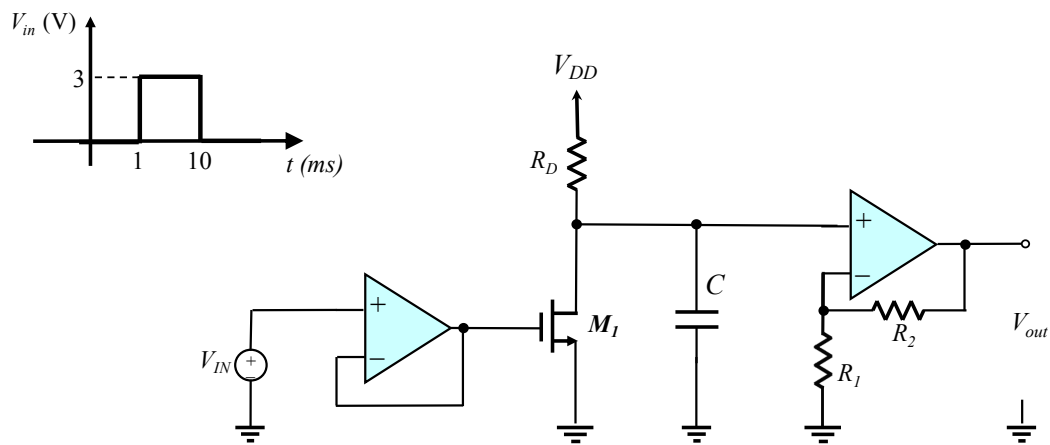 V_in (V)
3
1
10
t (ms)
V_DD
R_D
+
−
V_IN
+
−
M_1
C
+
−
R_2
R_1
V_out